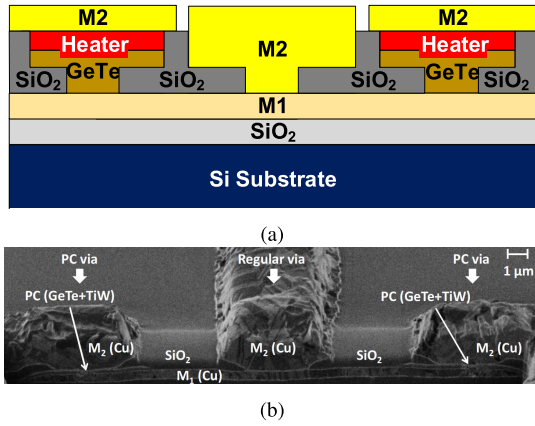 M2 M2
Heater M2 Heater
GeTe GeTe
SiO₂ SiO₂ SiO₂ SiO₂
M1
SiO₂
Si Substrate
(a)
PC via Regular via PC via 1 μm
PC (GeTe+TiW) PC (GeTe+TiW)
M₂ (Cu) SiO₂ M₂ (Cu) SiO₂ M₂ (Cu)
M₁ (Cu)
(b)